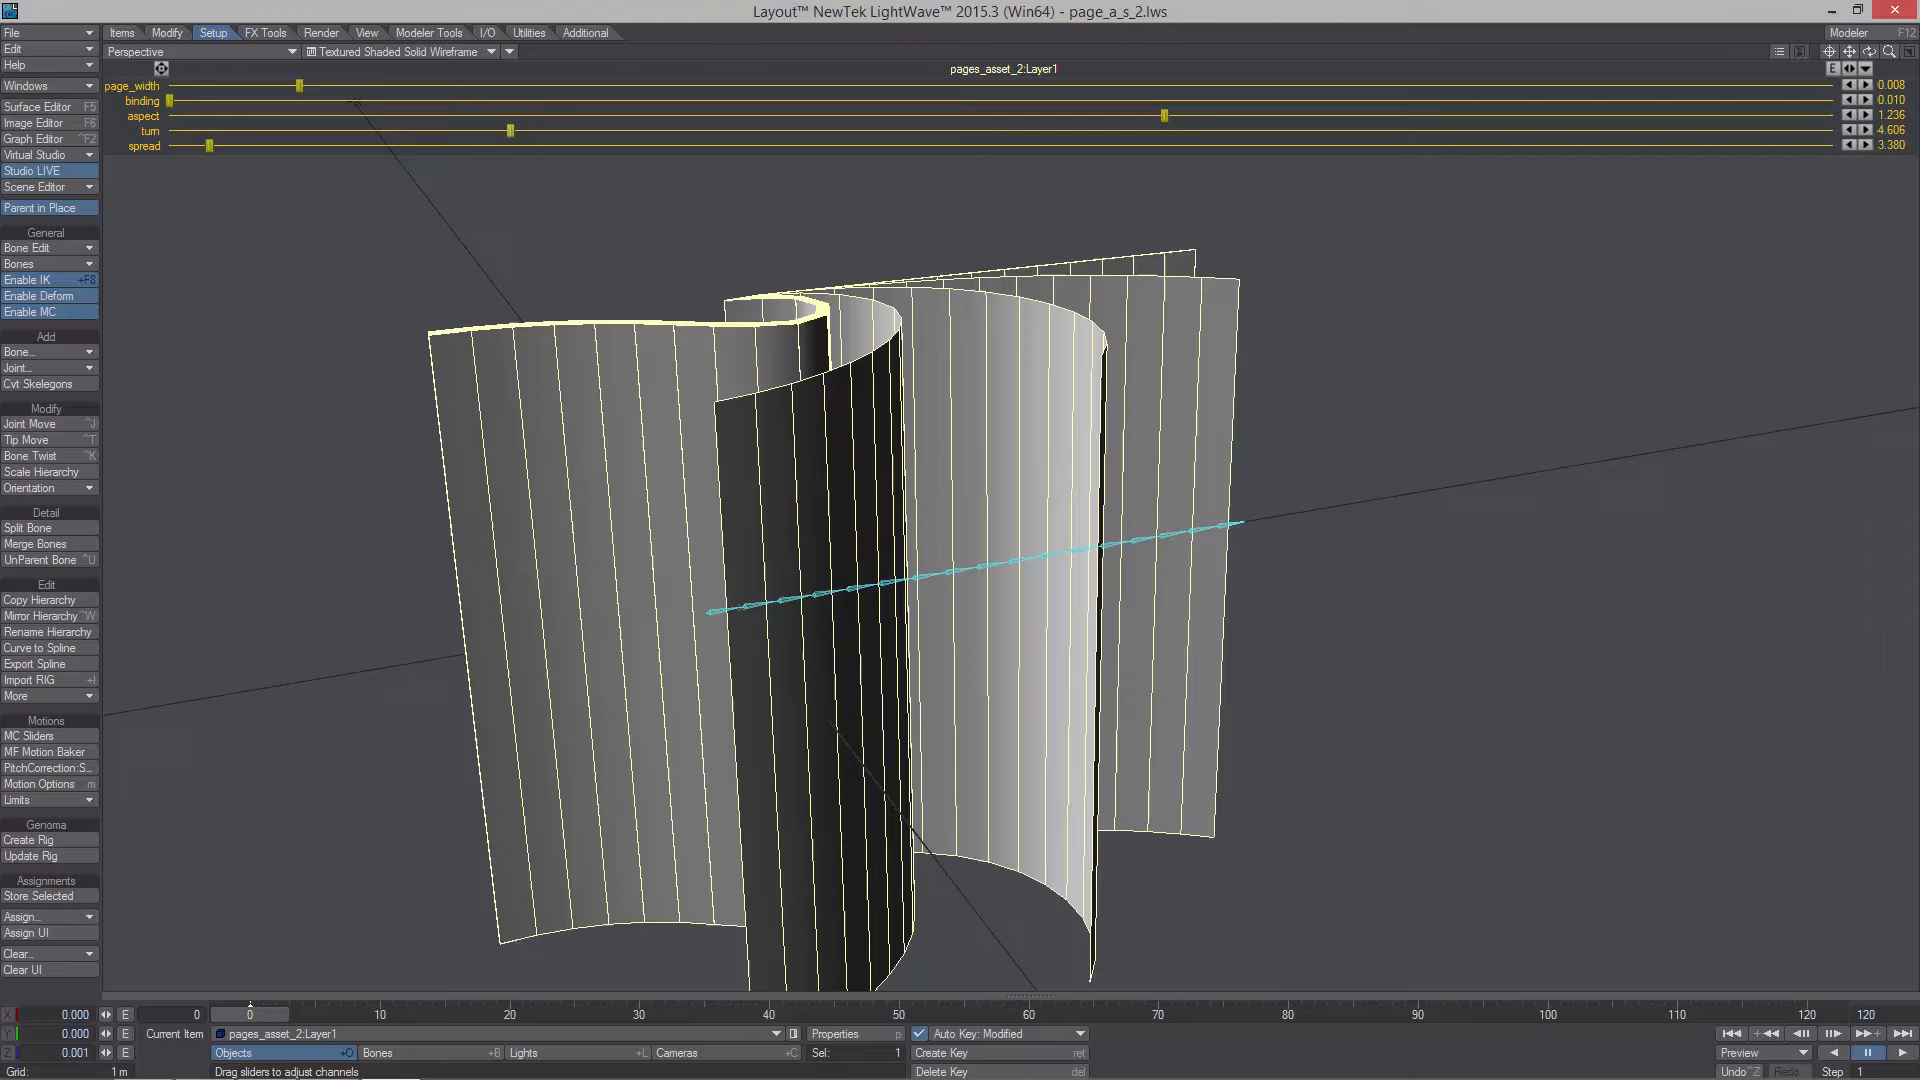 Layout™ NewTek LightWave™ 2015.3 (Win64) - page_a_s_2.lws
File Items Modify Setup FX Tools Render View Modeler Tools I/O Utilities Additional Modeler F12
Edit Perspective Textured Shaded Solid Wireframe
Help pages_asset_2:Layer1 E
Windows page_width 0.008
binding 0.010
Surface Editor F5
aspect 1.236
Image Editor F6
turn 4.606
Graph Editor ^F2
spread 3.380
Virtual Studio
Studio LIVE
Scene Editor
Parent in Place
General
Bone Edit
Bones
Enable IK +F8
Enable Deform
Enable MC
Add
Bone...
Joint...
Cvt Skelegons
Modify
Joint Move ^J
Tip Move ^T
Bone Twist ^K
Scale Hierarchy
Orientation
Detail
Split Bone
Merge Bones
UnParent Bone ^U
Edit
Copy Hierarchy
Mirror Hierarchy ^W
Rename Hierarchy
Curve to Spline
Export Spline
Import RIG +I
More
Motions
MC Sliders
MF Motion Baker
PitchCorrection:S...
Motion Options m
Limits
Genoma
Create Rig
Update Rig
Assignments
Store Selected
Assign...
Assign UI
Clear...
Clear UI
X 0.000 E 0 0 10 20 30 40 50 60 70 80 90 100 110 120 120
Y 0.000 E Current Item pages_asset_2:Layer1 Properties p Auto Key: Modified
Z 0.001 E Objects +O Bones +B Lights +L Cameras +C Sel: 1 Create Key ret Preview
Grid: 1 m Drag sliders to adjust channels Delete Key del Undo ^Z Redo Step 1